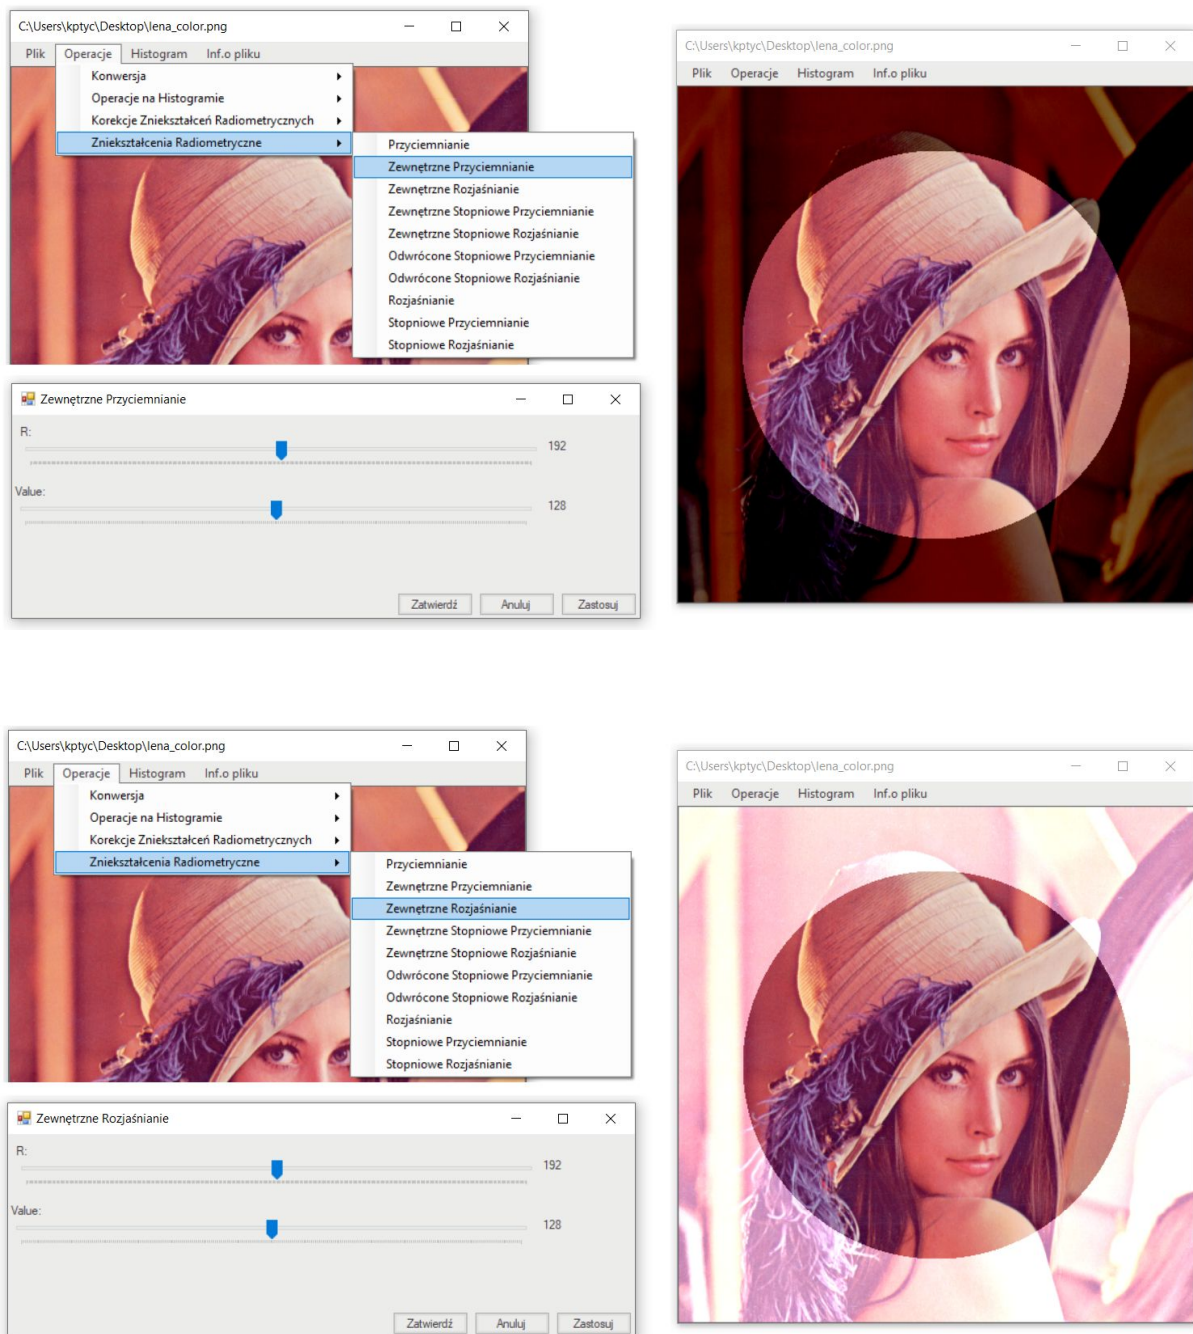 C:\Users\kptyc\Desktop\lena_color.png
Plik Operacje Histogram Inf.o pliku
Konwersja
Operacje na Histogramie
Korekcje Zniekształceń Radiometrycznych
Zniekształcenia Radiometryczne
Przyciemnianie
Zewnętrzne Przyciemnianie
Zewnętrzne Rozjaśnianie
Zewnętrzne Stopniowe Przyciemnianie
Zewnętrzne Stopniowe Rozjaśnianie
Odwrócone Stopniowe Przyciemnianie
Odwrócone Stopniowe Rozjaśnianie
Rozjaśnianie
Stopniowe Przyciemnianie
Stopniowe Rozjaśnianie
Zewnętrzne Przyciemnianie
R:
192
Value:
128
Zatwierdź Anuluj Zastosuj
C:\Users\kptyc\Desktop\lena_color.png
Plik Operacje Histogram Inf.o pliku
C:\Users\kptyc\Desktop\lena_color.png
Plik Operacje Histogram Inf.o pliku
Konwersja
Operacje na Histogramie
Korekcje Zniekształceń Radiometrycznych
Zniekształcenia Radiometryczne
Przyciemnianie
Zewnętrzne Przyciemnianie
Zewnętrzne Rozjaśnianie
Zewnętrzne Stopniowe Przyciemnianie
Zewnętrzne Stopniowe Rozjaśnianie
Odwrócone Stopniowe Przyciemnianie
Odwrócone Stopniowe Rozjaśnianie
Rozjaśnianie
Stopniowe Przyciemnianie
Stopniowe Rozjaśnianie
Zewnętrzne Rozjaśnianie
R:
192
Value:
128
Zatwierdź Anuluj Zastosuj
C:\Users\kptyc\Desktop\lena_color.png
Plik Operacje Histogram Inf.o pliku